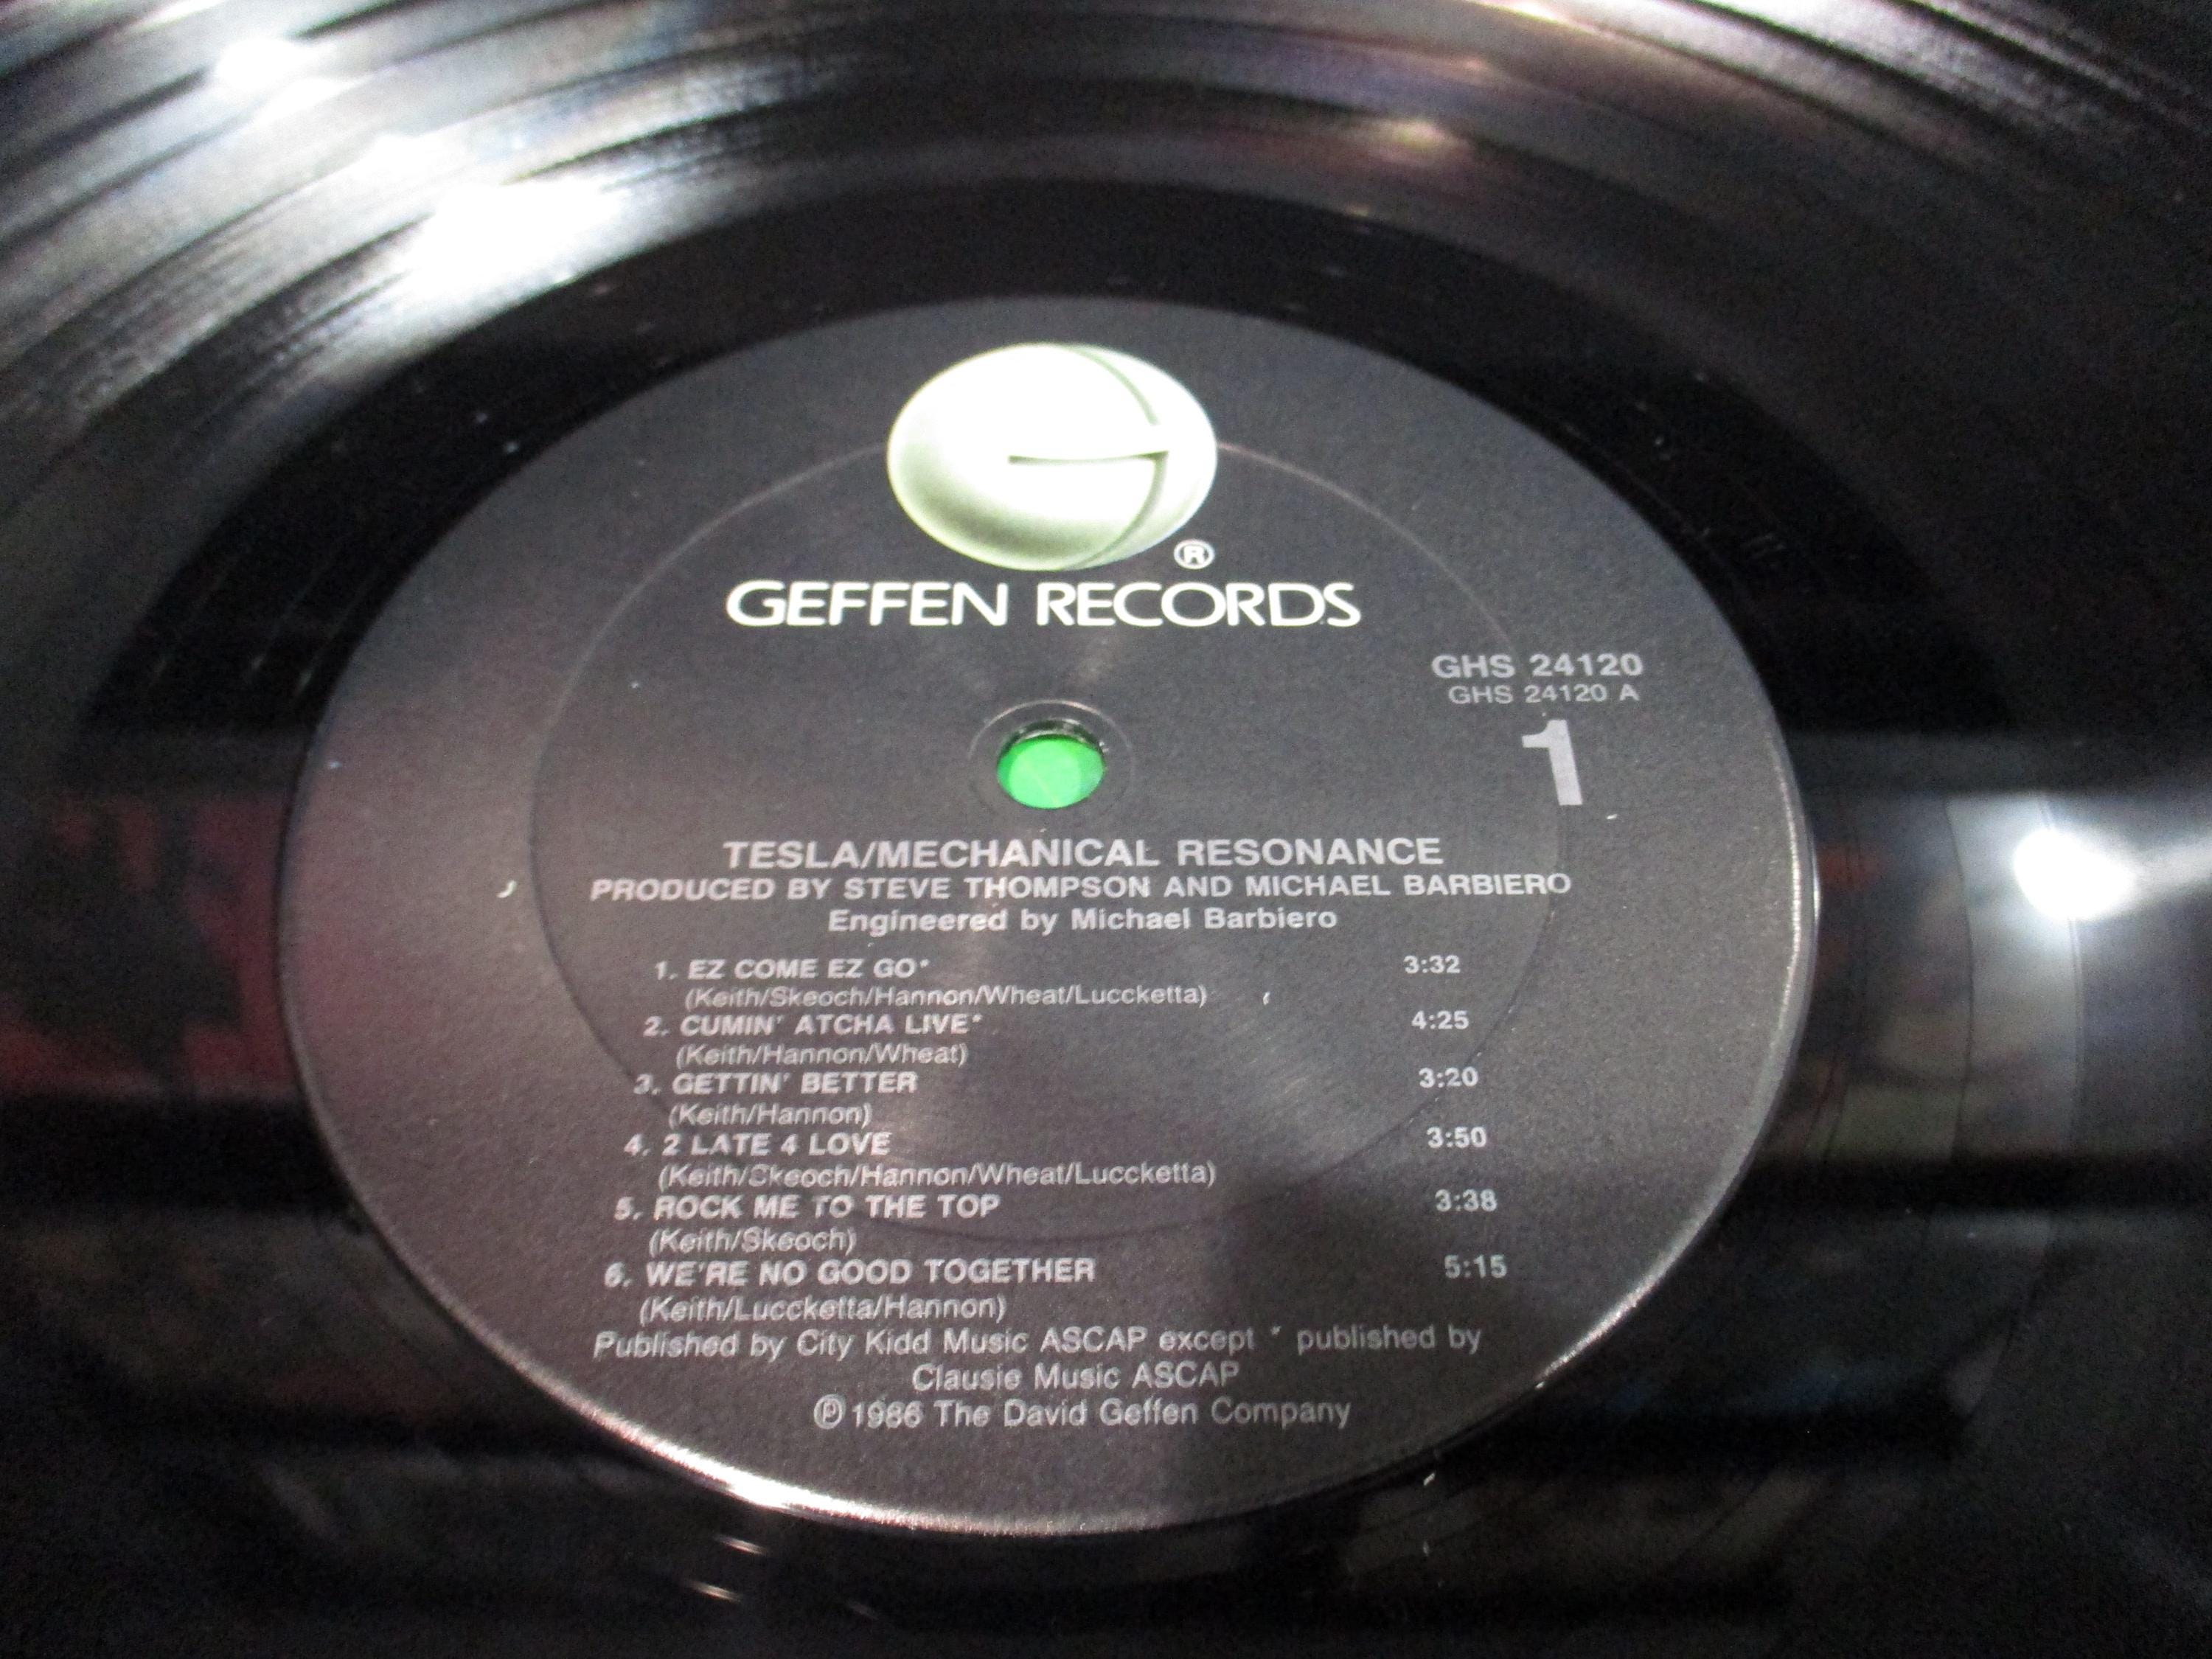 ®
GEFFEN RECORDS
GHS 24120
GHS 24120 A
1
TESLA/MECHANICAL RESONANCE
PRODUCED BY STEVE THOMPSON AND MICHAEL BARBIERO
Engineered by Michael Barbiero
1. EZ COME EZ GO* 3:32
(Keith/Skeoch/Hannon/Wheat/Luccketta)
2. CUMIN' ATCHA LIVE* 4:25
(Keith/Hannon/Wheat)
3. GETTIN' BETTER 3:20
(Keith/Hannon)
4. 2 LATE 4 LOVE 3:50
(Keith/Skeoch/Hannon/Wheat/Luccketta)
5. ROCK ME TO THE TOP 3:38
(Keith/Skeoch)
6. WE'RE NO GOOD TOGETHER 5:15
(Keith/Luccketta/Hannon)
Published by City Kidd Music ASCAP except * published by
Clausie Music ASCAP
℗ 1986 The David Geffen Company